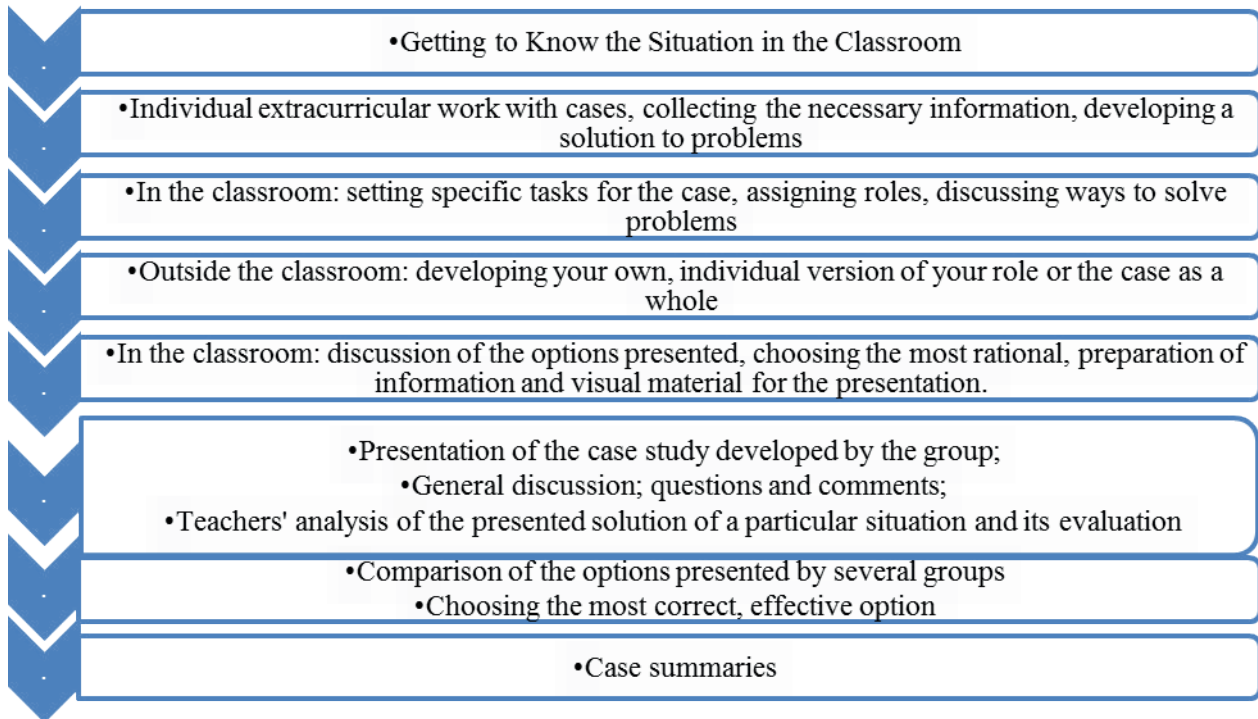 .
•Getting to Know the Situation in the Classroom
.
•Individual extracurricular work with cases, collecting the necessary information, developing a
solution to problems
.
•In the classroom: setting specific tasks for the case, assigning roles, discussing ways to solve
problems
.
•Outside the classroom: developing your own, individual version of your role or the case as a
whole
.
•In the classroom: discussion of the options presented, choosing the most rational, preparation of
information and visual material for the presentation.
.
•Presentation of the case study developed by the group;
•General discussion; questions and comments;
•Teachers' analysis of the presented solution of a particular situation and its evaluation
.
•Comparison of the options presented by several groups
•Choosing the most correct, effective option
.
•Case summaries